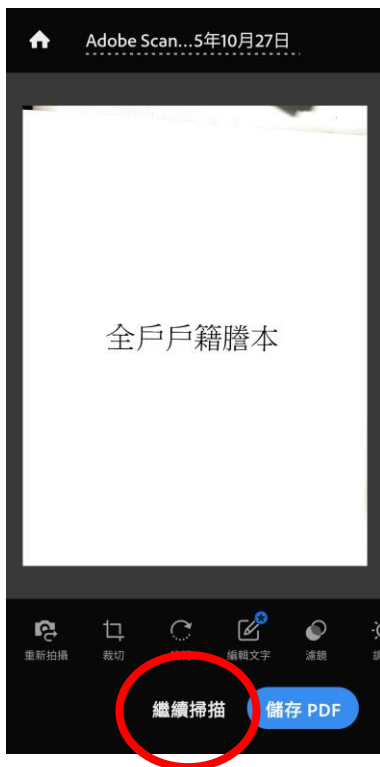 Adobe Scan...5年10月27日
全戶戶籍謄本
重新拍攝
裁切
編輯文字
濾鏡
繼續掃描
儲存 PDF